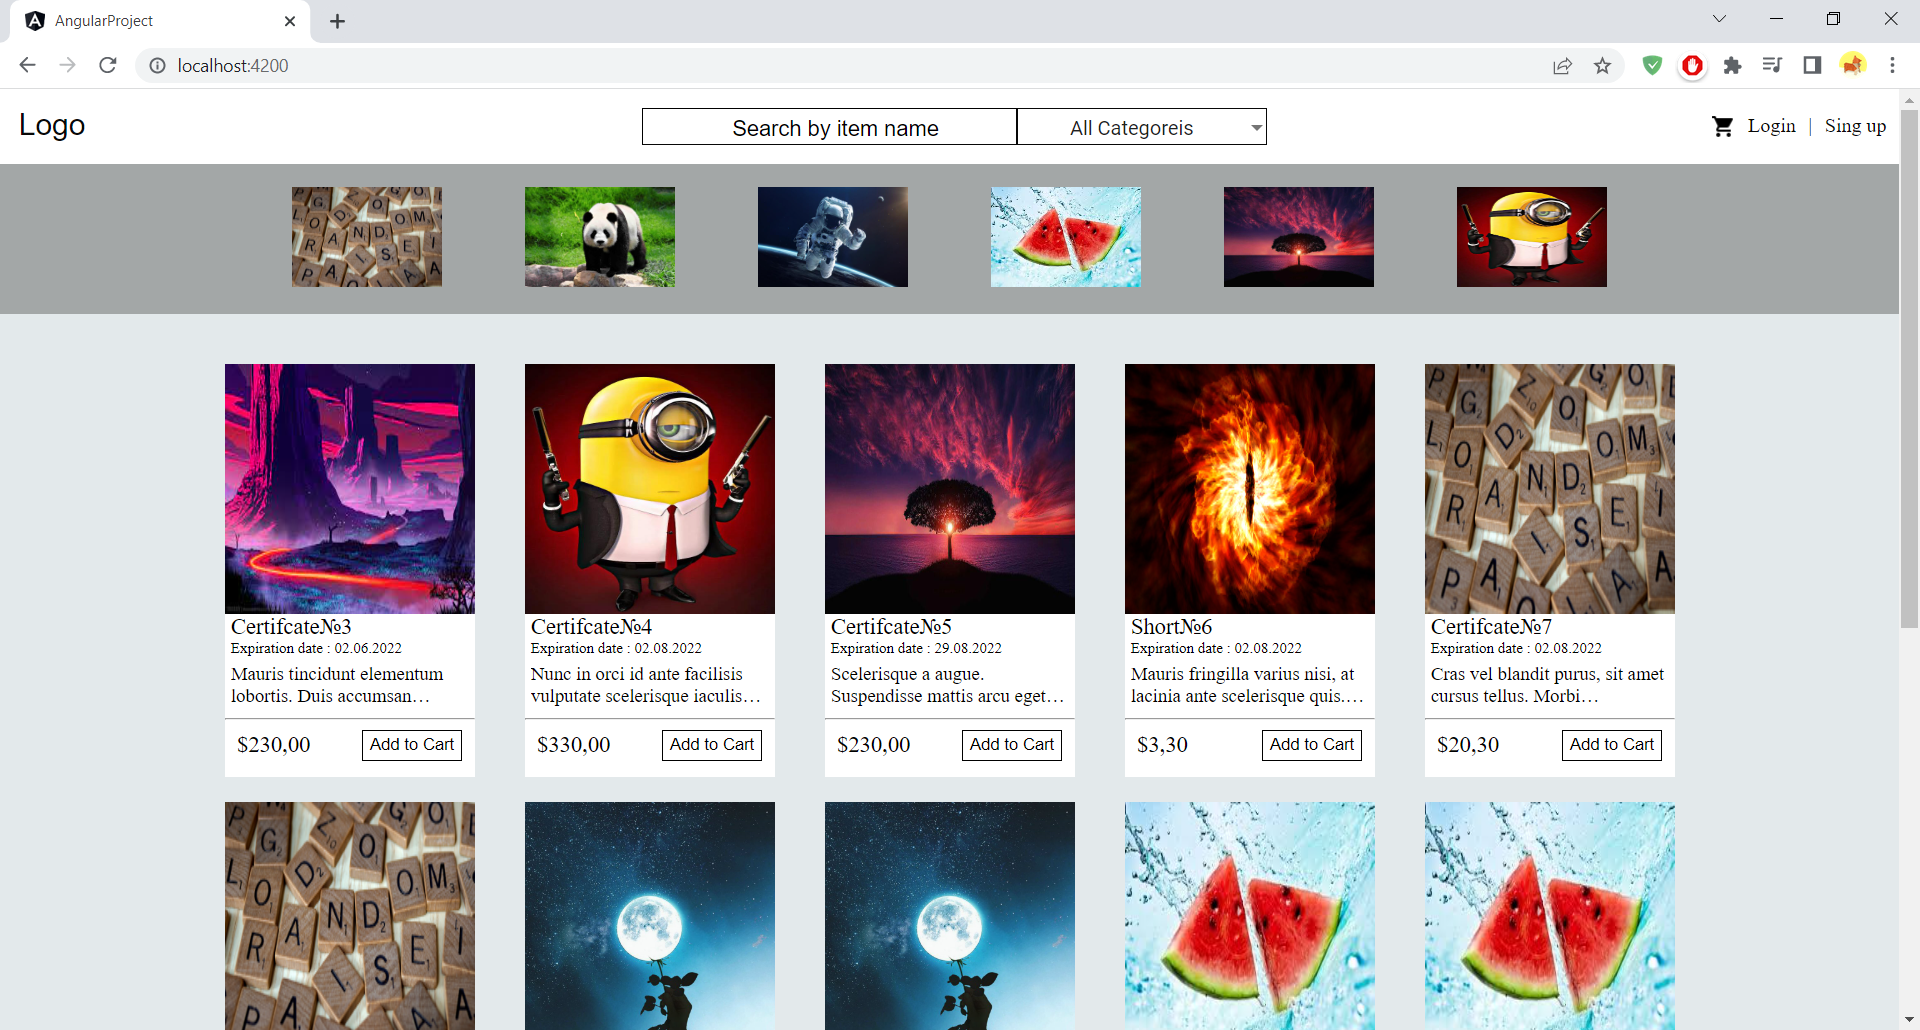 AngularProject
localhost:4200
Logo
Search by item name
All Categoreis
Login | Sing up
Certifcate№3
Expiration date : 02.06.2022
Mauris tincidunt elementum
lobortis. Duis accumsan…
$230,00
Add to Cart
Certifcate№4
Expiration date : 02.08.2022
Nunc in orci id ante facilisis
vulputate scelerisque iaculis…
$330,00
Add to Cart
Certifcate№5
Expiration date : 29.08.2022
Scelerisque a augue.
Suspendisse mattis arcu eget…
$230,00
Add to Cart
Short№6
Expiration date : 02.08.2022
Mauris fringilla varius nisi, at
lacinia ante scelerisque quis.…
$3,30
Add to Cart
Certifcate№7
Expiration date : 02.08.2022
Cras vel blandit purus, sit amet
cursus tellus. Morbi…
$20,30
Add to Cart